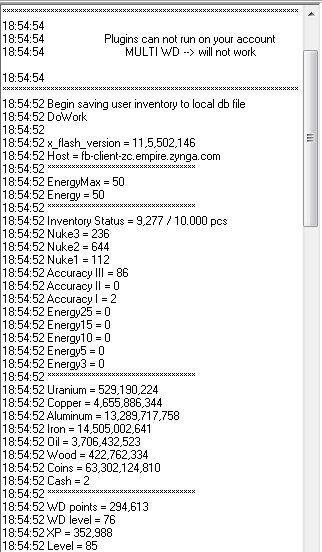 ××××××××××××××××××××××××××××××××××××××××××××××××
18:54:54
18:54:54 Plugins can not run on your account
18:54:54 MULTI WD --> will not work
18:54:54
××××××××××××××××××××××××××××××××××××××××××××××××
18:54:52 Begin saving user inventory to local db file
18:54:52 DoWork
18:54:52
18:54:52 x_flash_version = 11,5,502,146
18:54:52 Host = fb-client-zc.empire.zynga.com
18:54:52 ××××××××××××××××××××××××××××××
18:54:52 EnergyMax = 50
18:54:52 Energy = 50
18:54:52 ××××××××××××××××××××××××××××××
18:54:52 Inventory Status = 9,277 / 10.000 pcs
18:54:52 Nuke3 = 236
18:54:52 Nuke2 = 644
18:54:52 Nuke1 = 112
18:54:52 Accuracy III = 86
18:54:52 Accuracy II = 0
18:54:52 Accuracy I = 2
18:54:52 Energy25 = 0
18:54:52 Energy15 = 0
18:54:52 Energy10 = 0
18:54:52 Energy5 = 0
18:54:52 Energy3 = 0
18:54:52 ××××××××××××××××××××××××××××××
18:54:52 Uranium = 529,190,224
18:54:52 Copper = 4,655,886,344
18:54:52 Aluminum = 13,289,717,758
18:54:52 Iron = 14,505,002,641
18:54:52 Oil = 3,706,432,523
18:54:52 Wood = 422,762,334
18:54:52 Coins = 63,302,124,810
18:54:52 Cash = 2
18:54:52 ××××××××××××××××××××××××××××××
18:54:52 WD points = 294,613
18:54:52 WD level = 76
18:54:52 XP = 352,988
18:54:52 Level = 85